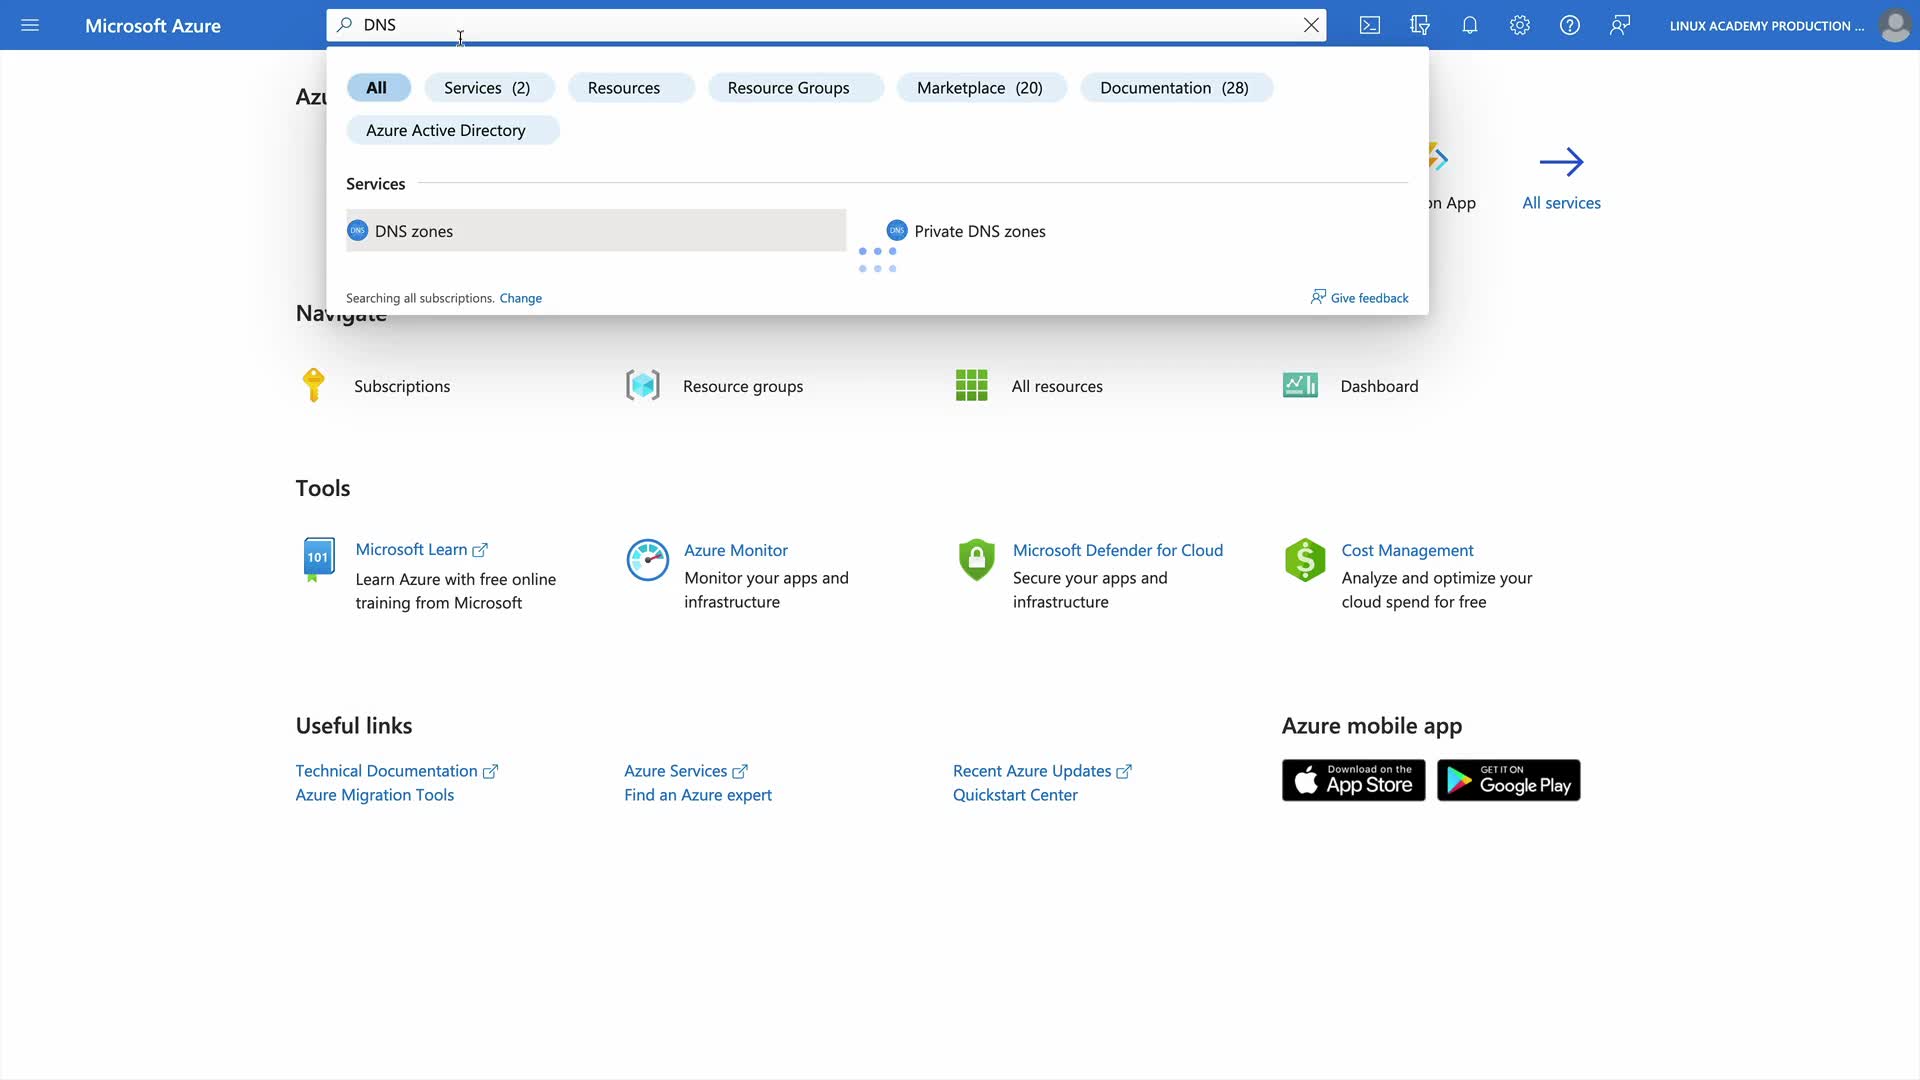 Microsoft Azure
DNS
LINUX ACADEMY PRODUCTION ...
All
Services (2)
Resources
Resource Groups
Marketplace (20)
Documentation (28)
Azure Active Directory
Services
DNS zones
Private DNS zones
Searching all subscriptions. Change
Give feedback
App
All services
Navigate
Subscriptions
Resource groups
All resources
Dashboard
Tools
101
Microsoft Learn
Learn Azure with free online
training from Microsoft
Azure Monitor
Monitor your apps and
infrastructure
Microsoft Defender for Cloud
Secure your apps and
infrastructure
Cost Management
Analyze and optimize your
cloud spend for free
Useful links
Technical Documentation
Azure Migration Tools
Azure Services
Find an Azure expert
Recent Azure Updates
Quickstart Center
Azure mobile app
Download on the
App Store
GET IT ON
Google Play